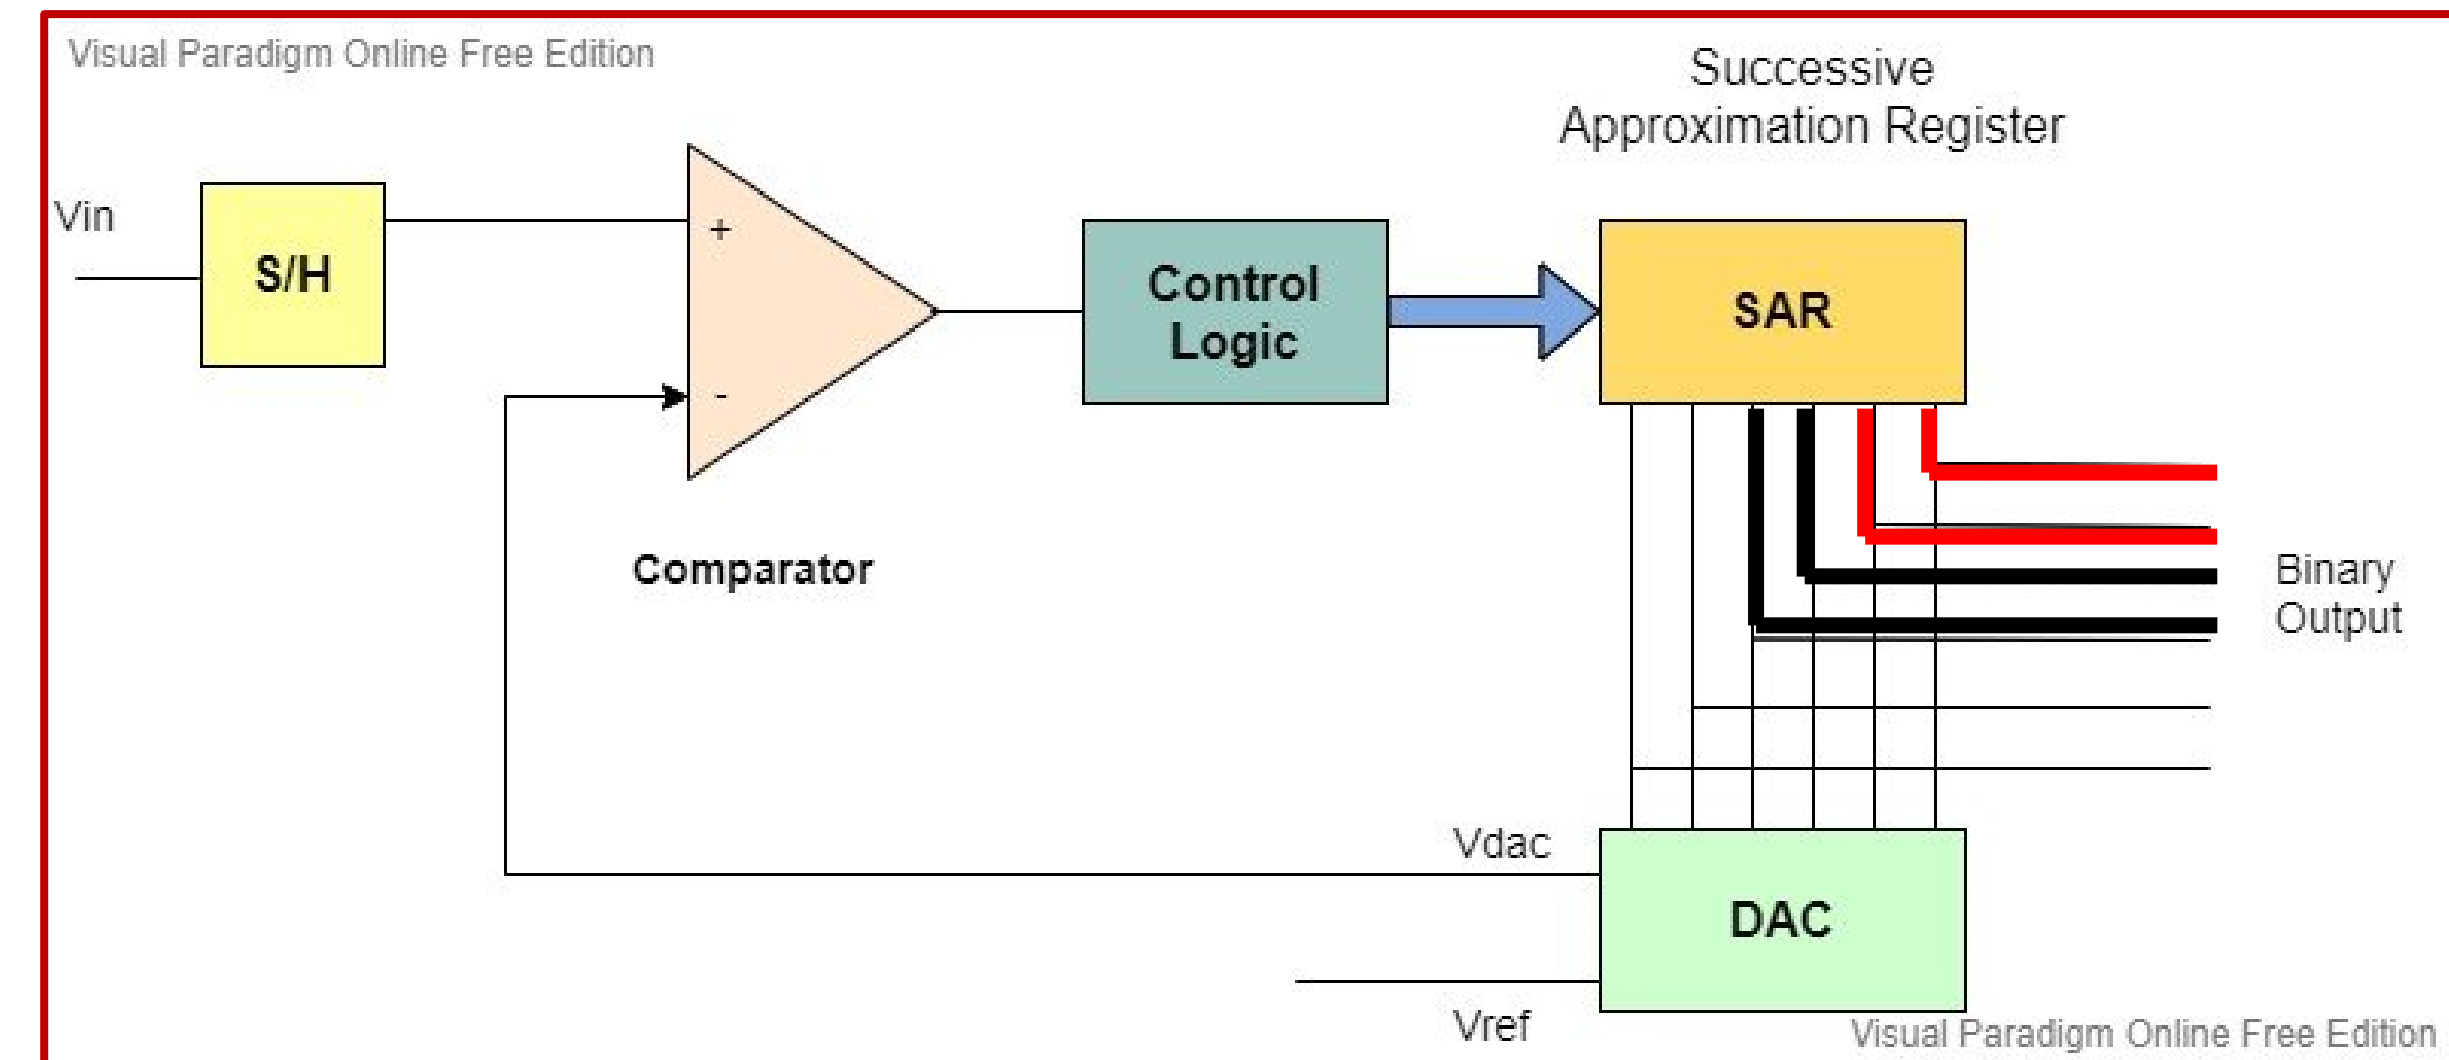 Visual Paradigm Online Free Edition
Successive
Approximation Register
Vin
S/H
+
-
Control
Logic
SAR
Comparator
Binary
Output
Vdac
DAC
Vref
Visual Paradigm Online Free Edition